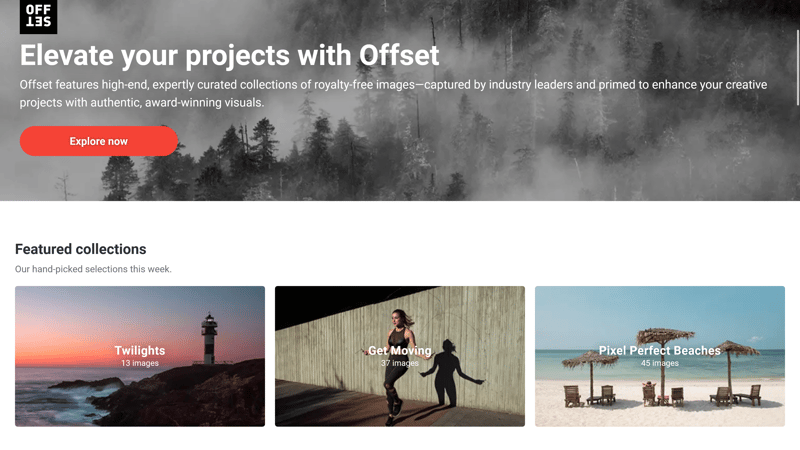 OFF
SET
Elevate your projects with Offset
Offset features high-end, expertly curated collections of royalty-free images—captured by industry leaders and primed to enhance your creative
projects with authentic, award-winning visuals.
Explore now
Featured collections
Our hand-picked selections this week.
Twilights
13 images
Get Moving
37 images
Pixel Perfect Beaches
45 images